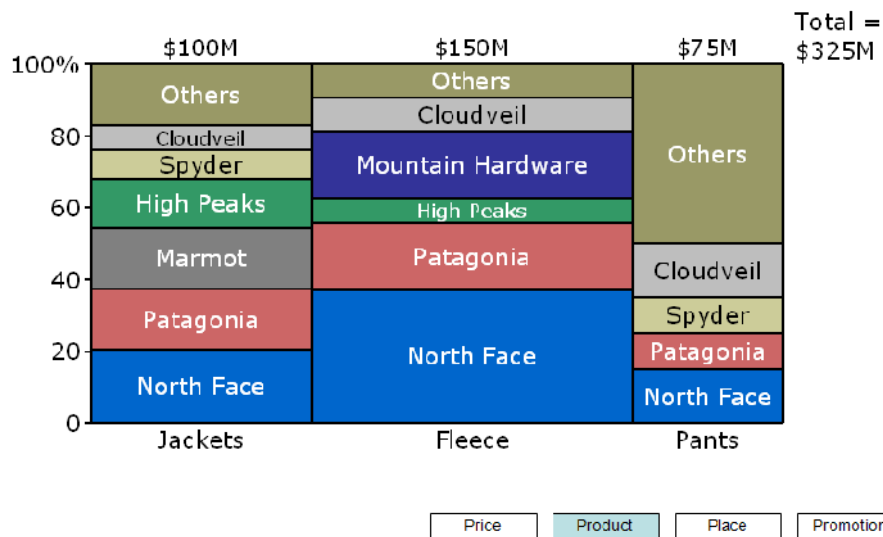 Total =
$325M
$100M $150M $75M
100%
80
60
40
20
0
Others
Cloudveil
Spyder
High Peaks
Marmot
Patagonia
North Face
Others
Cloudveil
Mountain Hardware
High Peaks
Patagonia
North Face
Others
Cloudveil
Spyder
Patagonia
North Face
Jackets Fleece Pants
Price Product Place Promotion